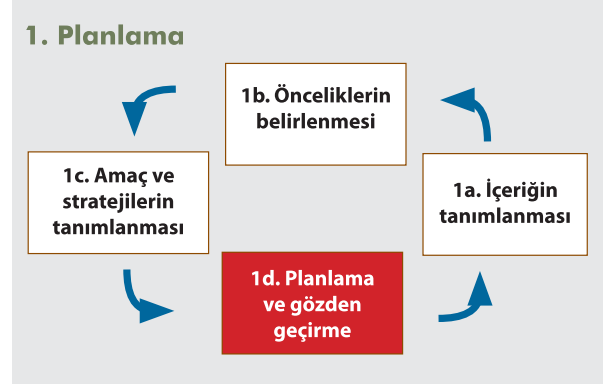 1. Planlama
1b. Önceliklerin
belirlenmesi
1c. Amaç ve
stratejilerin
tanımlanması
1a. İçeriğin
tanımlanması
1d. Planlama
ve gözden
geçirme